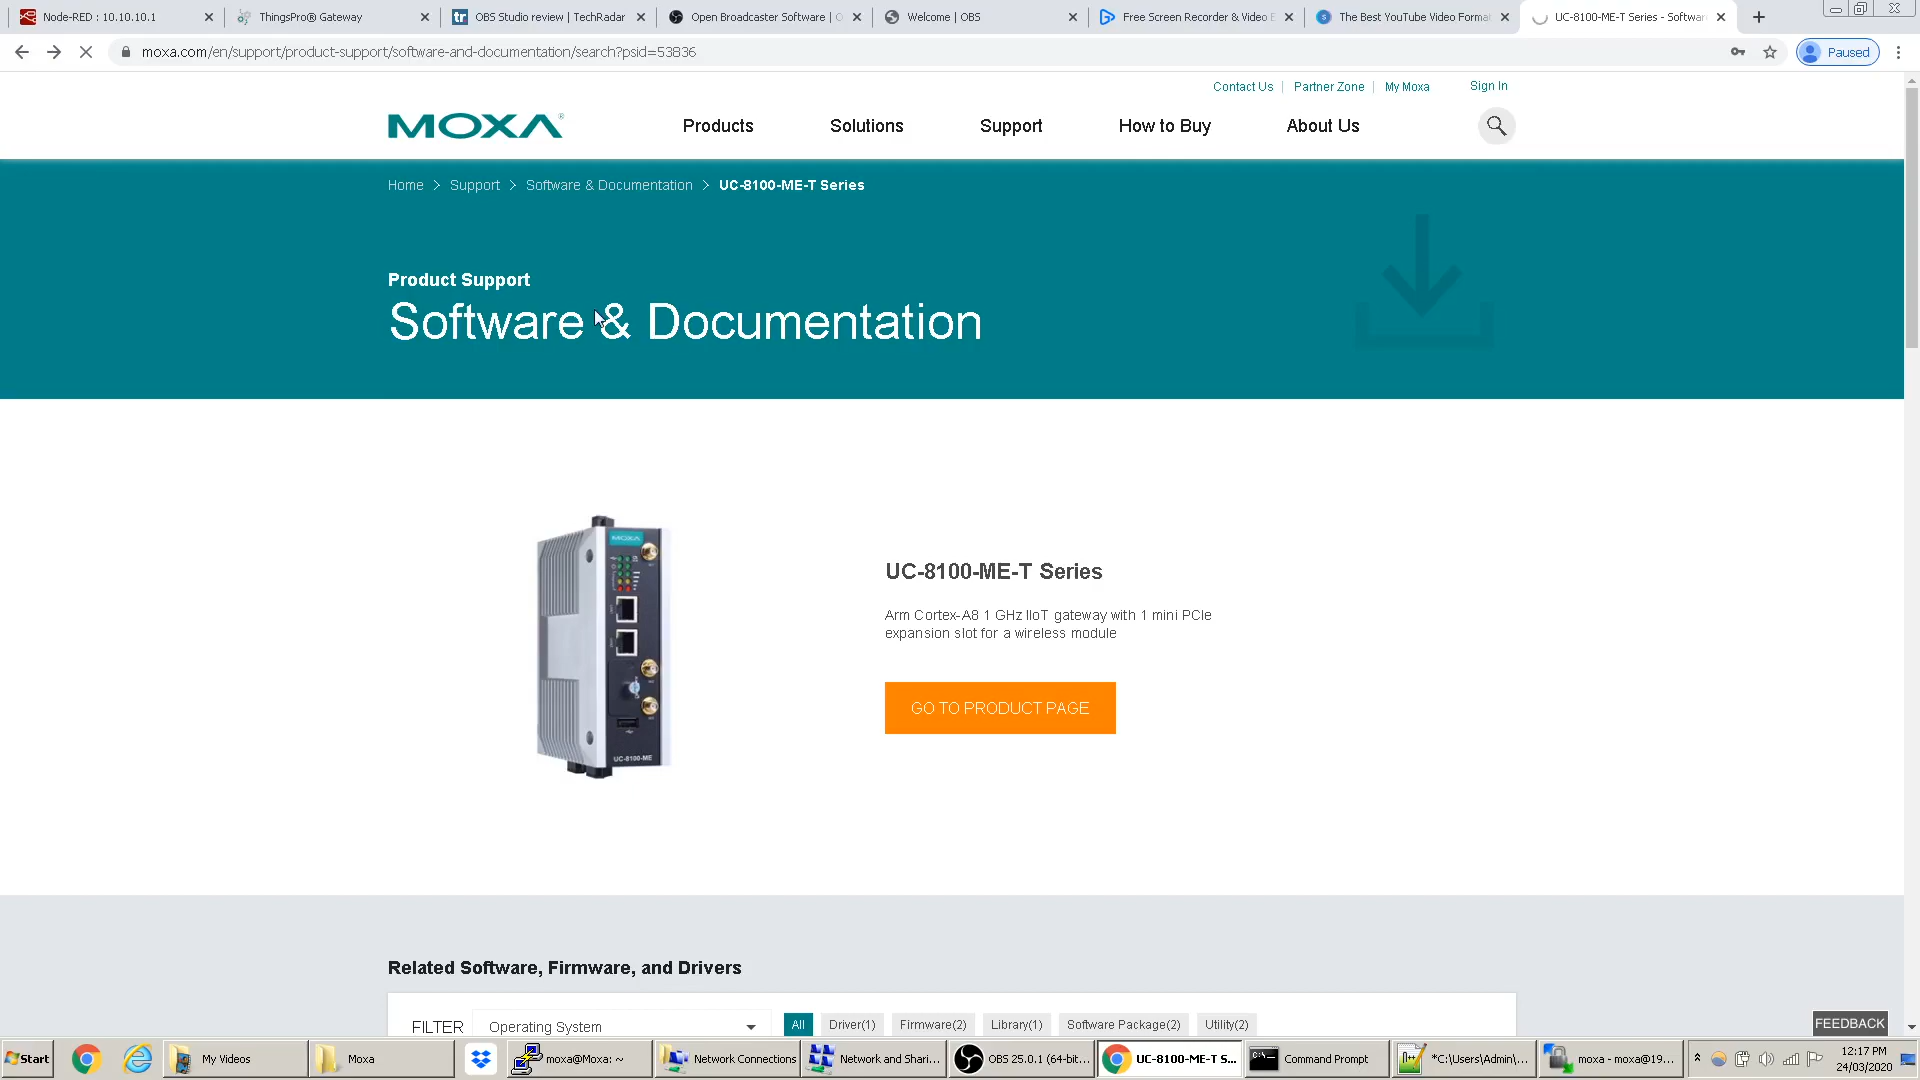 Node-RED : 10.10.10.1
ThingsPro® Gateway
OBS Studio review | TechRadar
Open Broadcaster Software | O
Welcome | OBS
Free Screen Recorder & Video E
The Best YouTube Video Format
UC-8100-ME-T Series - Softwar
moxa.com/en/support/product-support/software-and-documentation/search?psid=53836
Paused
Contact Us
Partner Zone
My Moxa
Sign In
MOXA®
Products
Solutions
Support
How to Buy
About Us
Home > Support > Software & Documentation > UC-8100-ME-T Series
Product Support
Software & Documentation
MOXA
UC-8100-ME
UC-8100-ME-T Series
Arm Cortex-A8 1 GHz IIoT gateway with 1 mini PCIe
expansion slot for a wireless module
GO TO PRODUCT PAGE
Related Software, Firmware, and Drivers
FILTER
Operating System
All
Driver(1)
Firmware(2)
Library(1)
Software Package(2)
Utility(2)
FEEDBACK
Start
My Videos
Moxa
moxa@Moxa: ~
Network Connections
Network and Shari...
OBS 25.0.1 (64-bit...
UC-8100-ME-T S...
Command Prompt
*C:\Users\Admin\...
moxa - moxa@19...
12:17 PM
24/03/2020